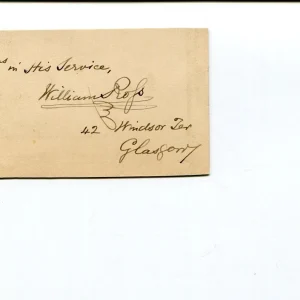 in His Service,
William Ross
42 Windsor Ter
Glasgow